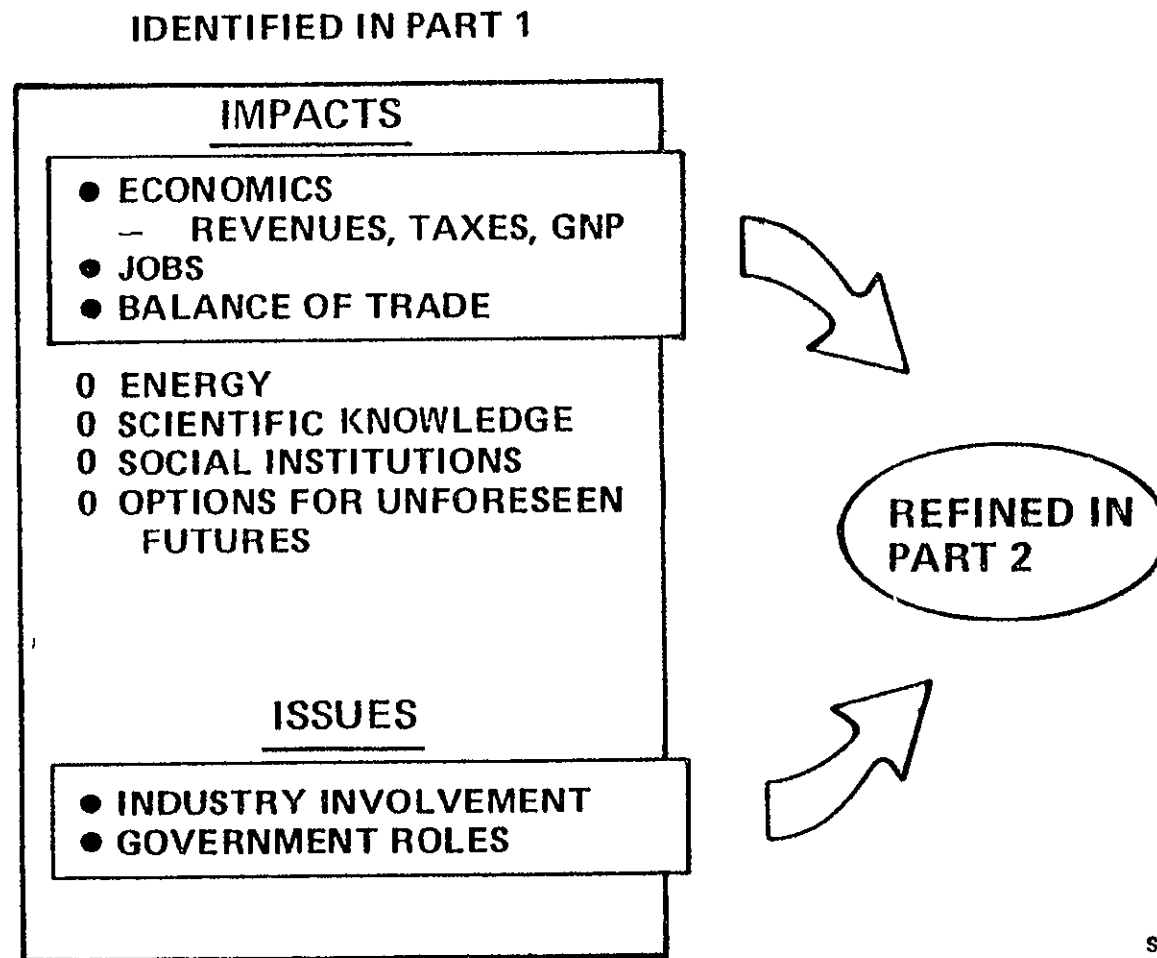 IDENTIFIED IN PART 1
IMPACTS
● ECONOMICS
– REVENUES, TAXES, GNP
● JOBS
● BALANCE OF TRADE
0 ENERGY
0 SCIENTIFIC KNOWLEDGE
0 SOCIAL INSTITUTIONS
0 OPTIONS FOR UNFORESEEN
FUTURES
REFINED IN
PART 2
ISSUES
● INDUSTRY INVOLVEMENT
● GOVERNMENT ROLES
S